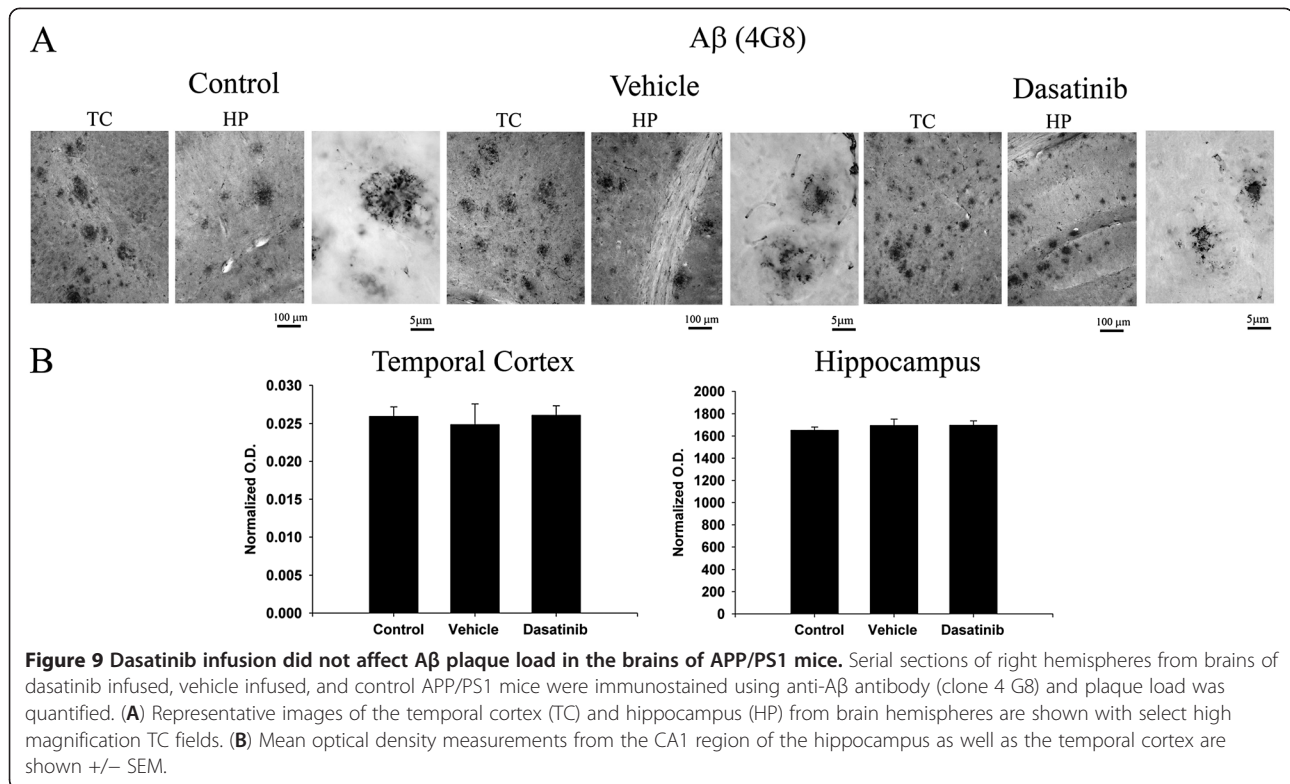 A
Aβ (4G8)
Control
Vehicle
Dasatinib
TC
HP
TC
HP
TC
HP
100 µm
5µm
100 µm
5µm
100 µm
5µm
B
Temporal Cortex
Normalized O.D.
0.030
0.025
0.020
0.015
0.010
0.005
0.000
Control
Vehicle
Dasatinib
Hippocampus
Normalized O.D.
2000
1800
1600
1400
1200
1000
800
600
400
200
0
Control
Vehicle
Dasatinib
Figure 9 Dasatinib infusion did not affect Aβ plaque load in the brains of APP/PS1 mice. Serial sections of right hemispheres from brains of
dasatinib infused, vehicle infused, and control APP/PS1 mice were immunostained using anti-Aβ antibody (clone 4 G8) and plaque load was
quantified. (A) Representative images of the temporal cortex (TC) and hippocampus (HP) from brain hemispheres are shown with select high
magnification TC fields. (B) Mean optical density measurements from the CA1 region of the hippocampus as well as the temporal cortex are
shown +/− SEM.